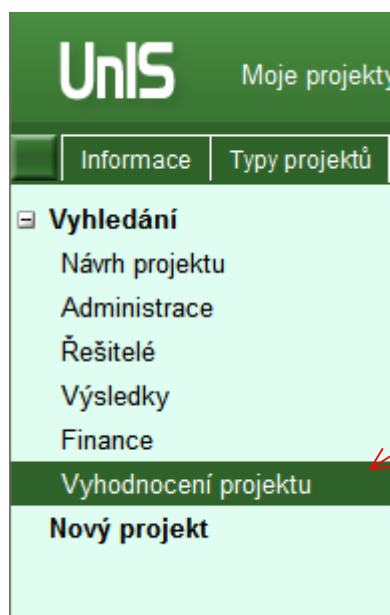 UnIS
Moje projekty
Informace
Typy projektů
Vyhledání
Návrh projektu
Administrace
Řešitelé
Výsledky
Finance
Vyhodnocení projektu
Nový projekt